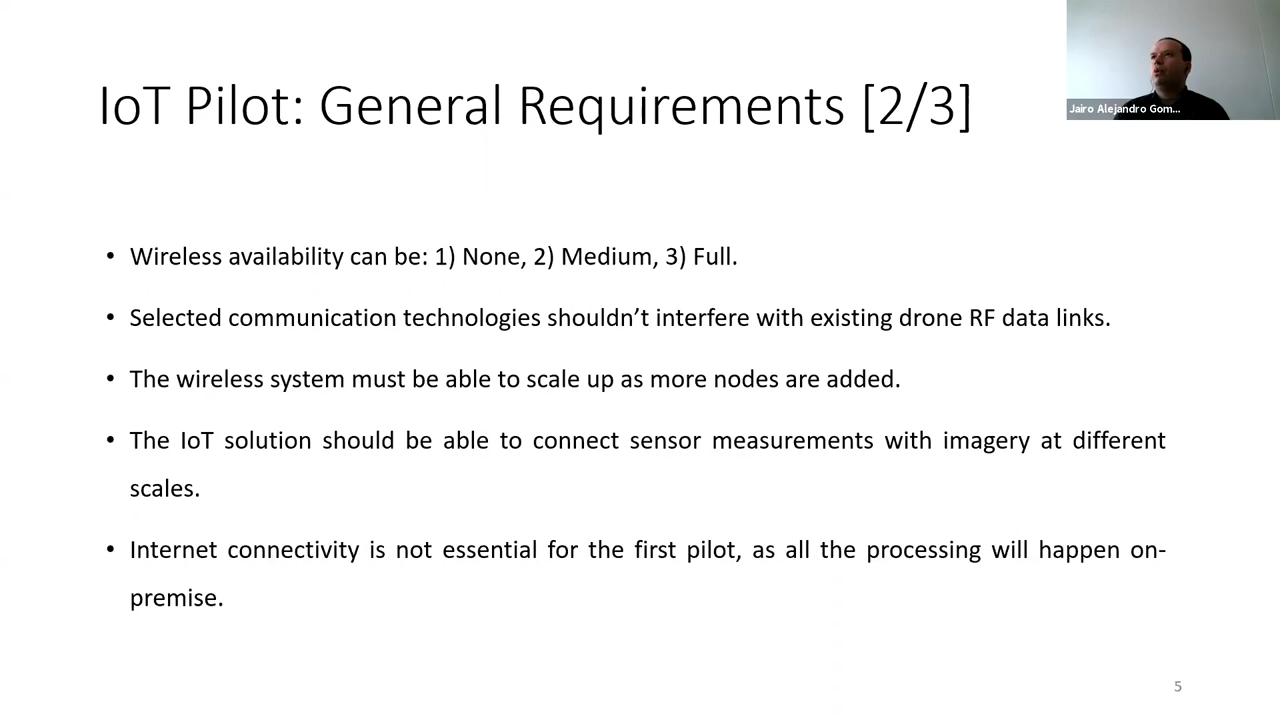 IoT Pilot: General Requirements [2/3]
Jairo Alejandro Gom...
• Wireless availability can be: 1) None, 2) Medium, 3) Full.
• Selected communication technologies shouldn’t interfere with existing drone RF data links.
• The wireless system must be able to scale up as more nodes are added.
• The IoT solution should be able to connect sensor measurements with imagery at different
scales.
• Internet connectivity is not essential for the first pilot, as all the processing will happen on-
premise.
5